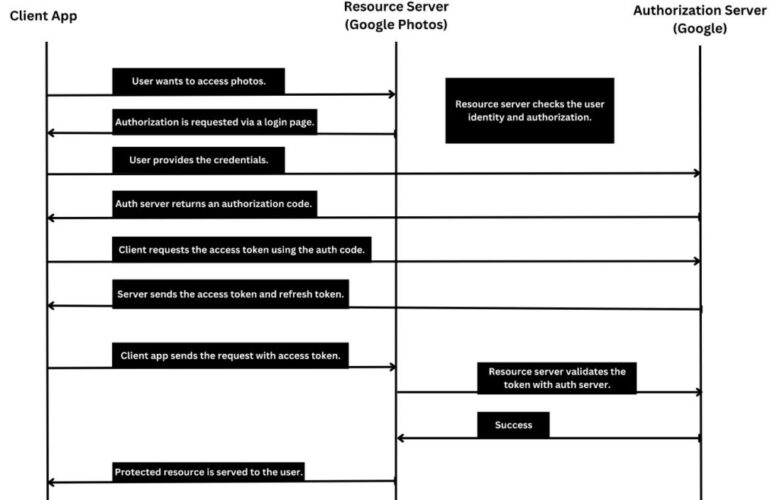 Client App
Resource Server
(Google Photos)
Authorization Server
(Google)
User wants to access photos.
Resource server checks the user
identity and authorization.
Authorization is requested via a login page.
User provides the credentials.
Auth server returns an authorization code.
Client requests the access token using the auth code.
Server sends the access token and refresh token.
Client app sends the request with access token.
Resource server validates the
token with auth server.
Success
Protected resource is served to the user.